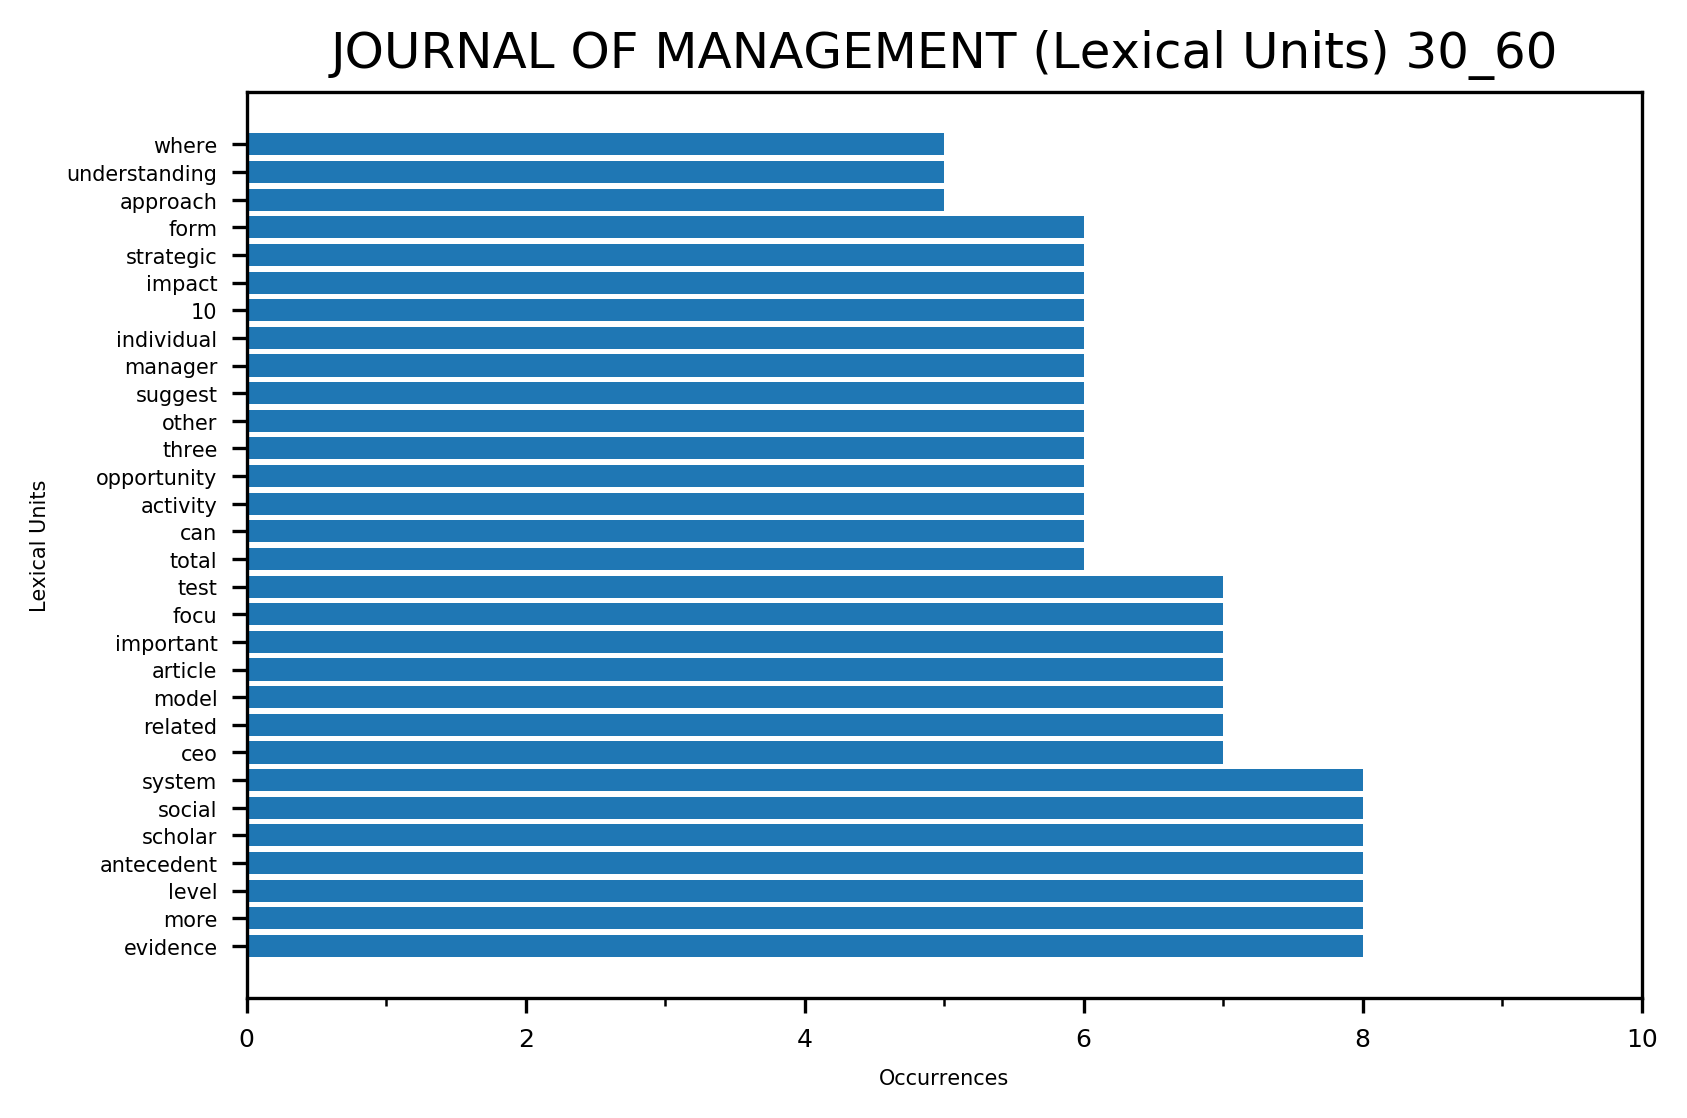 JOURNAL OF MANAGEMENT (Lexical Units) 30_60
where
understanding
approach
form
strategic
impact
10
individual
manager
suggest
other
three
opportunity
activity
can
total
test
focu
important
article
model
related
ceo
system
social
scholar
antecedent
level
more
evidence
Lexical Units
0 2 4 6 8 10
Occurrences